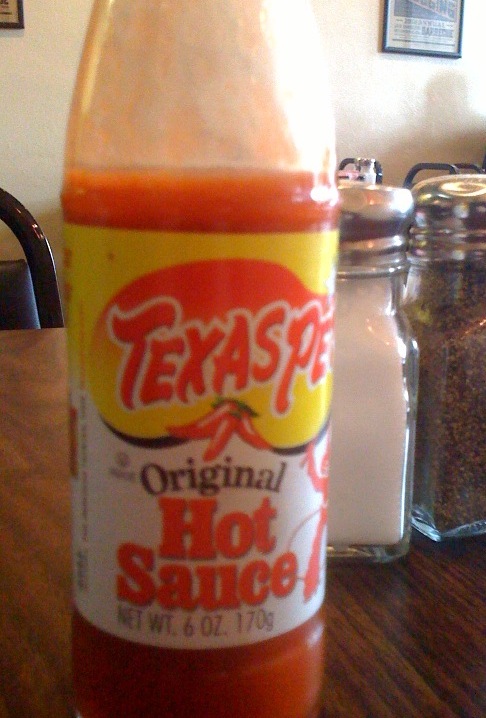 TEXAS PE
Original
Hot
Sauce
NET WT. 6 OZ. 170g